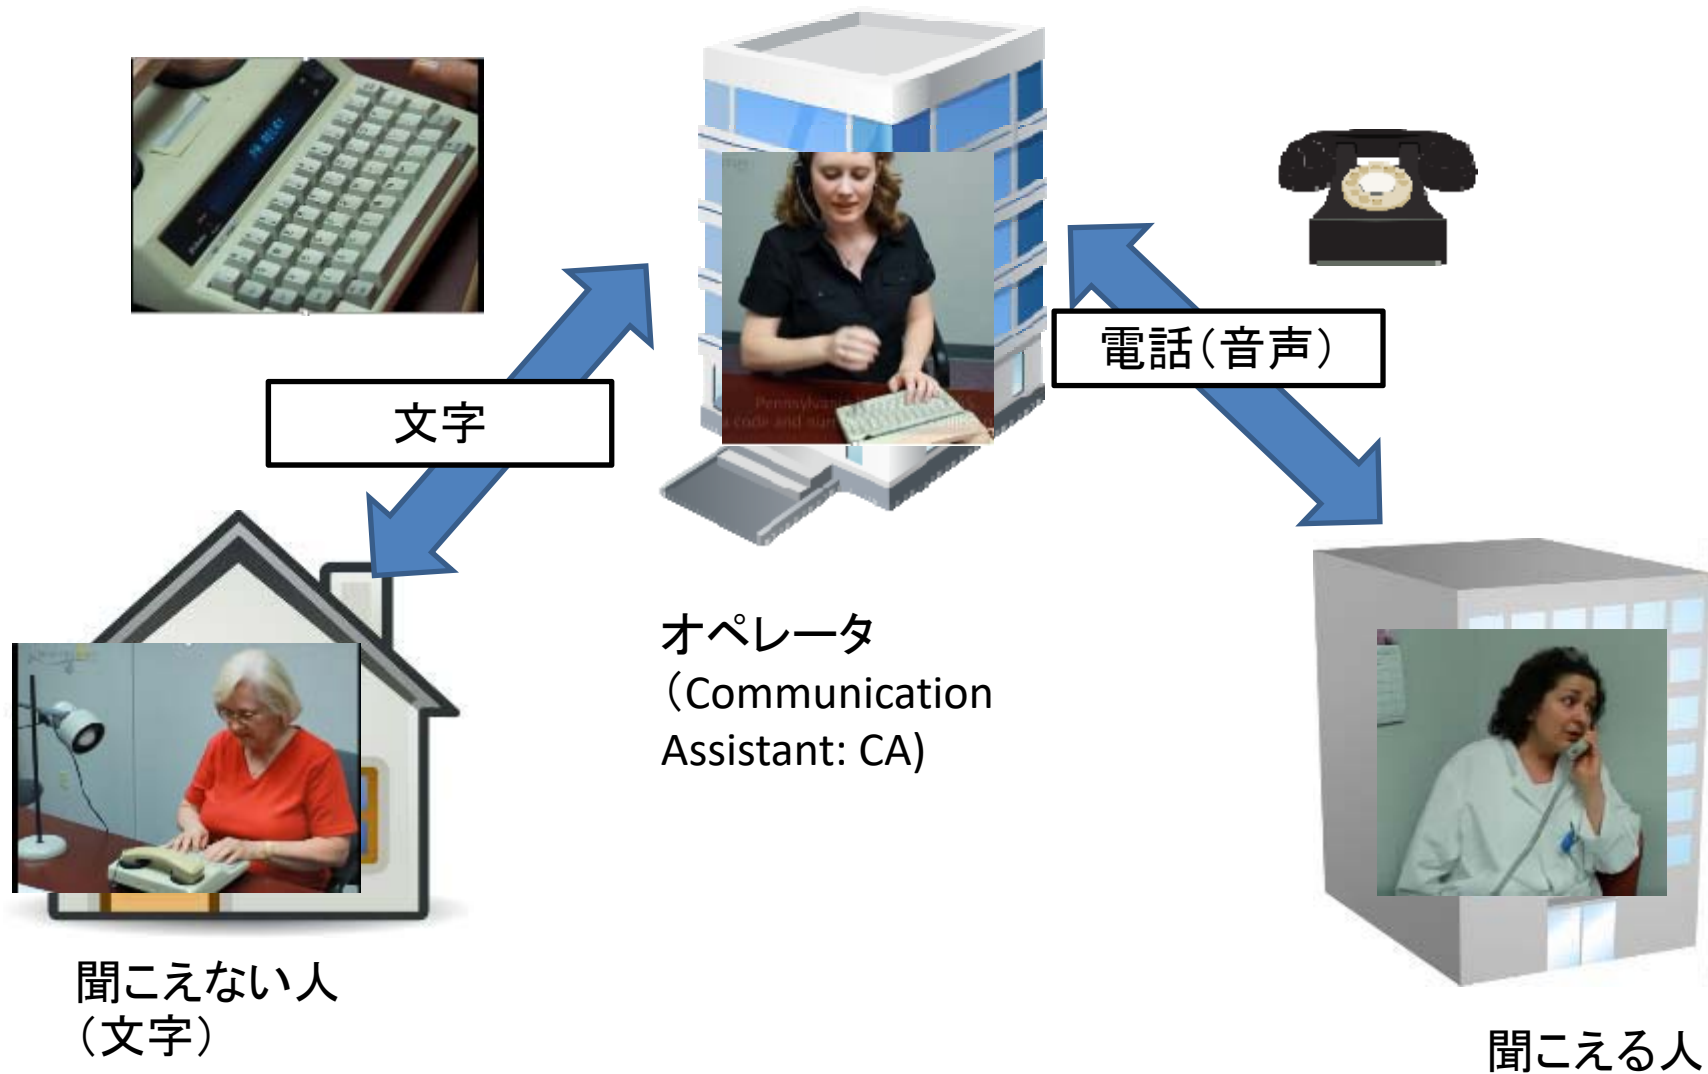 文字
電話（音声）
オペレータ
（Communication
Assistant: CA)
聞こえない人
（文字）
聞こえる人